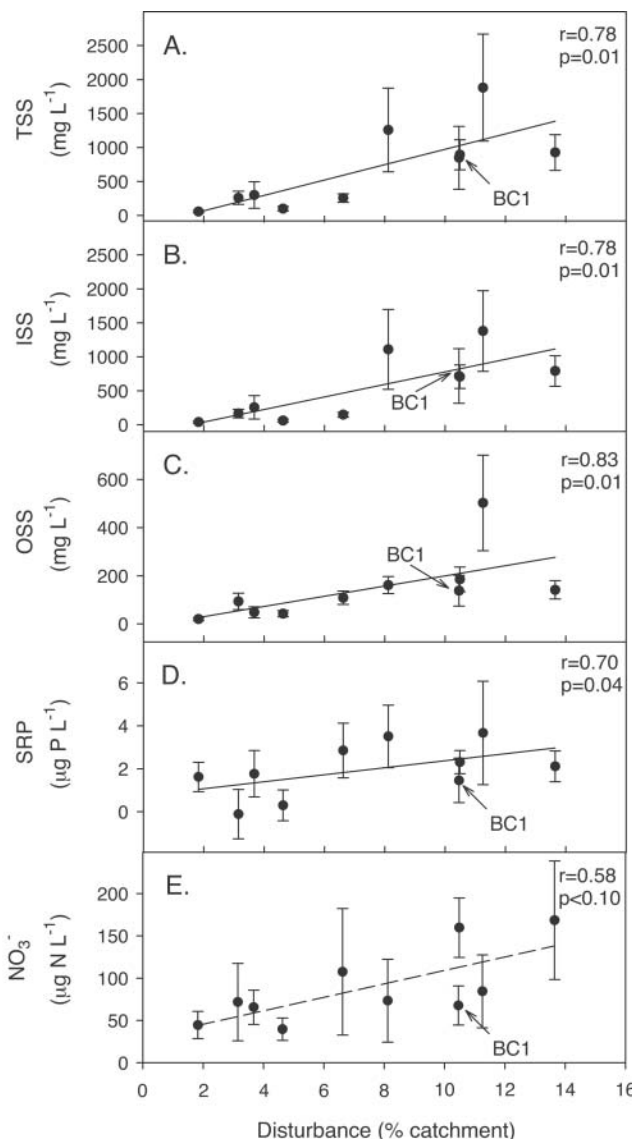 A.
r=0.78
p=0.01
TSS
(mg L⁻¹)
2500
2000
1500
1000
500
0
BC1
B.
r=0.78
p=0.01
ISS
(mg L⁻¹)
2500
2000
1500
1000
500
0
BC1
C.
r=0.83
p=0.01
OSS
(mg L⁻¹)
600
400
200
0
BC1
D.
r=0.70
p=0.04
SRP
(µg P L⁻¹)
6
4
2
0
BC1
E.
r=0.58
p<0.10
NO₃⁻
(µg N L⁻¹)
200
150
100
50
0
BC1
0 2 4 6 8 10 12 14 16
Disturbance (% catchment)